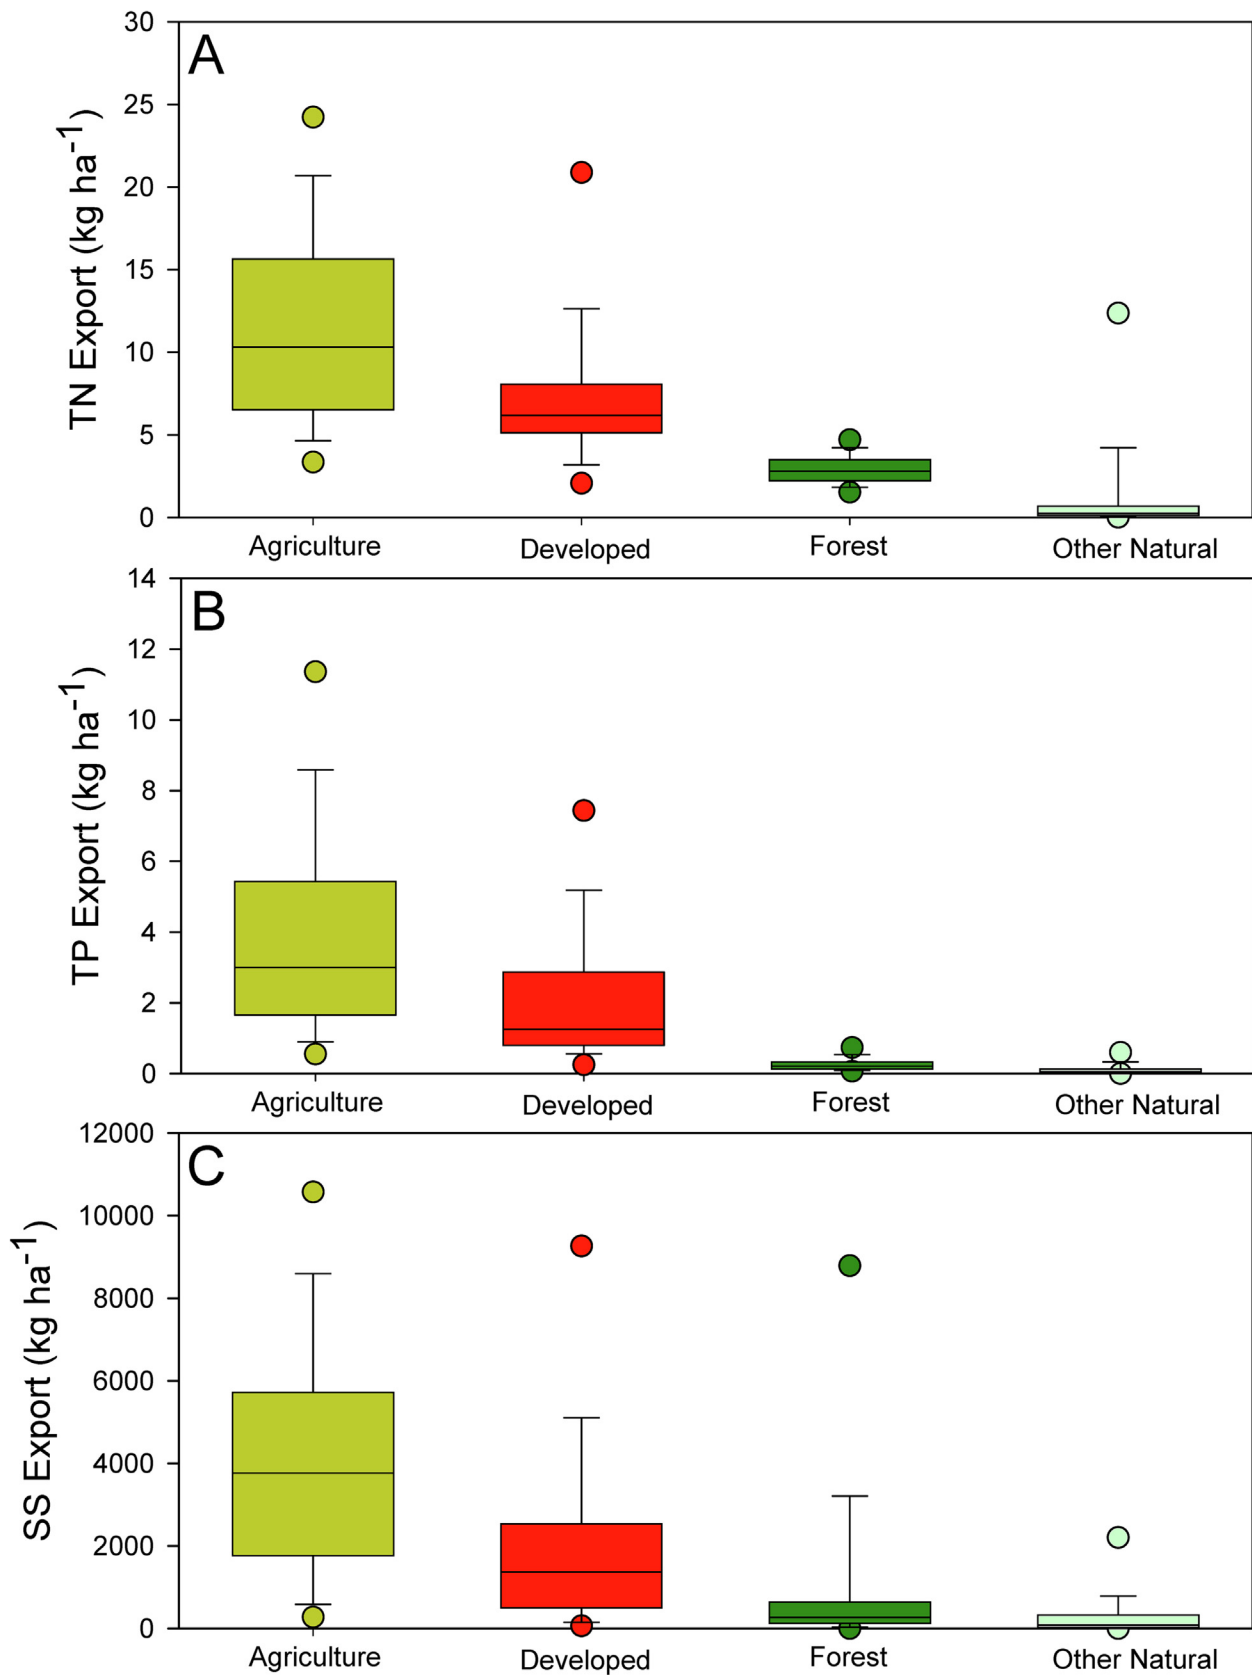 A
TN Export (kg ha⁻¹)
30
25
20
15
10
5
0
Agriculture Developed Forest Other Natural
B
TP Export (kg ha⁻¹)
14
12
10
8
6
4
2
0
Agriculture Developed Forest Other Natural
C
SS Export (kg ha⁻¹)
12000
10000
8000
6000
4000
2000
0
Agriculture Developed Forest Other Natural